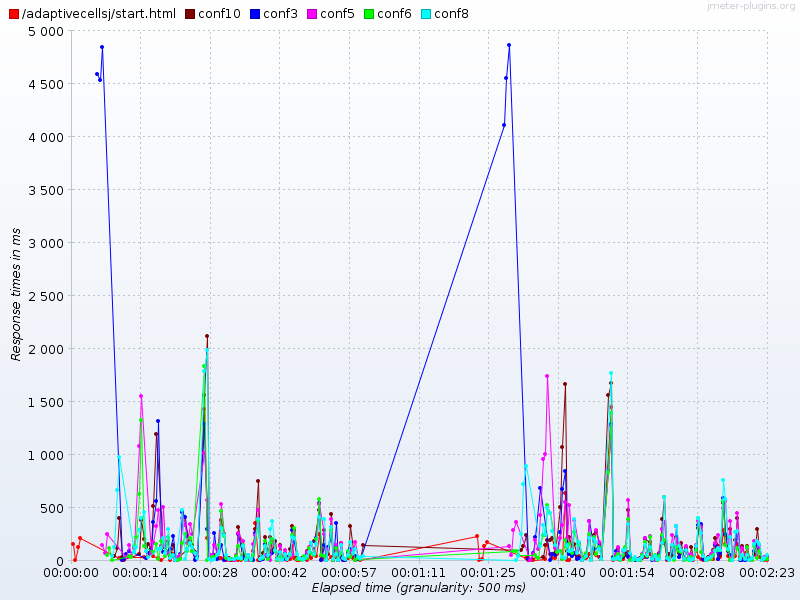 jmeter-plugins.org
/adaptivecellsj/start.html conf10 conf3 conf5 conf6 conf8
5 000
4 500
4 000
3 500
3 000
2 500
2 000
1 500
1 000
500
0
Response times in ms
00:00:00 00:00:14 00:00:28 00:00:42 00:00:57 00:01:11 00:01:25 00:01:40 00:01:54 00:02:08 00:02:23
Elapsed time (granularity: 500 ms)